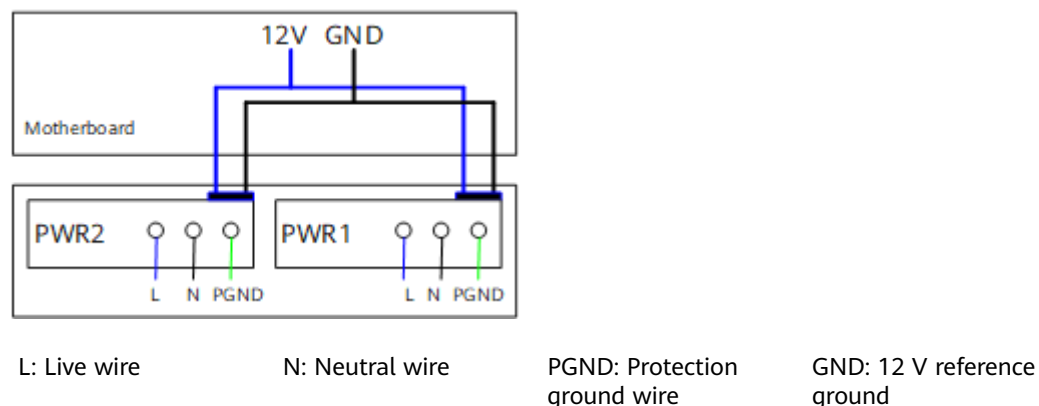 12V GND
Motherboard
PWR2
PWR1
L N PGND
L N PGND
L: Live wire
N: Neutral wire
PGND: Protection
ground wire
GND: 12 V reference
ground